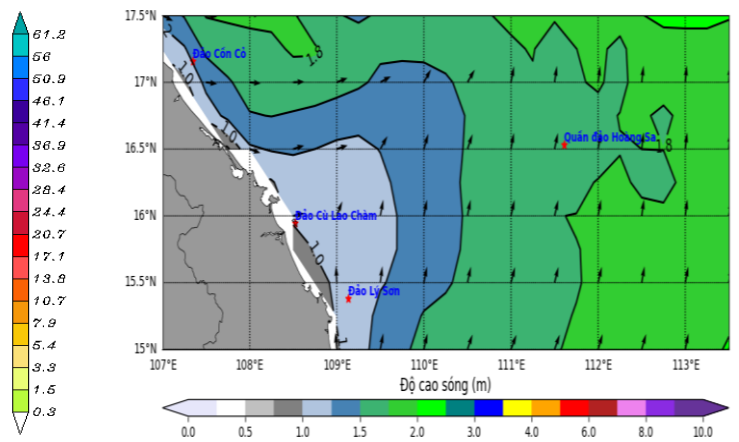 61.2
56
50.9
46.1
41.4
36.9
32.6
28.4
24.4
20.7
17.1
13.8
10.7
7.9
5.4
3.3
1.5
0.3
17.5°N
17°N
16.5°N
16°N
15.5°N
15°N
1.8
Đảo Cồn Cỏ
1.0
1.0
Quần đảo Hoàng Sa
1.8
Đảo Cù Lao Chàm
1.0
Đảo Lý Sơn
107°E 108°E 109°E 110°E 111°E 112°E 113°E
Độ cao sóng (m)
0.0 0.5 1.0 1.5 2.0 2.5 3.0 4.0 6.0 8.0 10.0